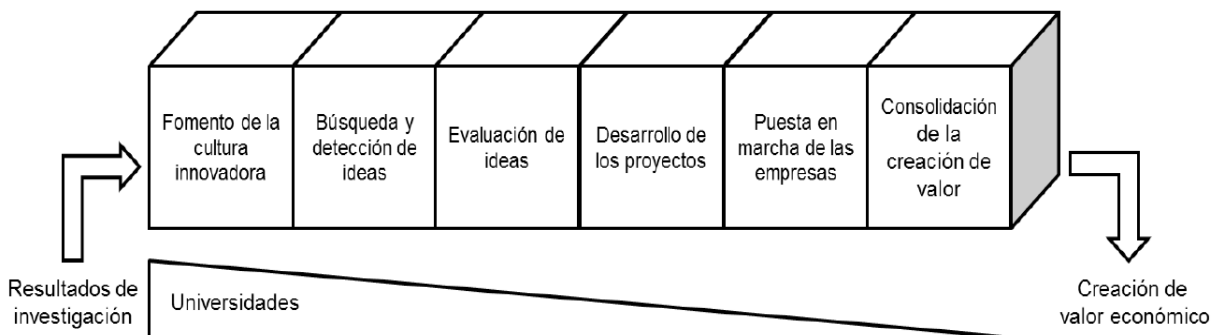 Fomento de la
cultura
innovadora
Búsqueda y
detección de
ideas
Evaluación de
ideas
Desarrollo de
los proyectos
Puesta en
marcha de las
empresas
Consolidación
de la
creación de
valor
Resultados de
investigación
Universidades
Creación de
valor económico